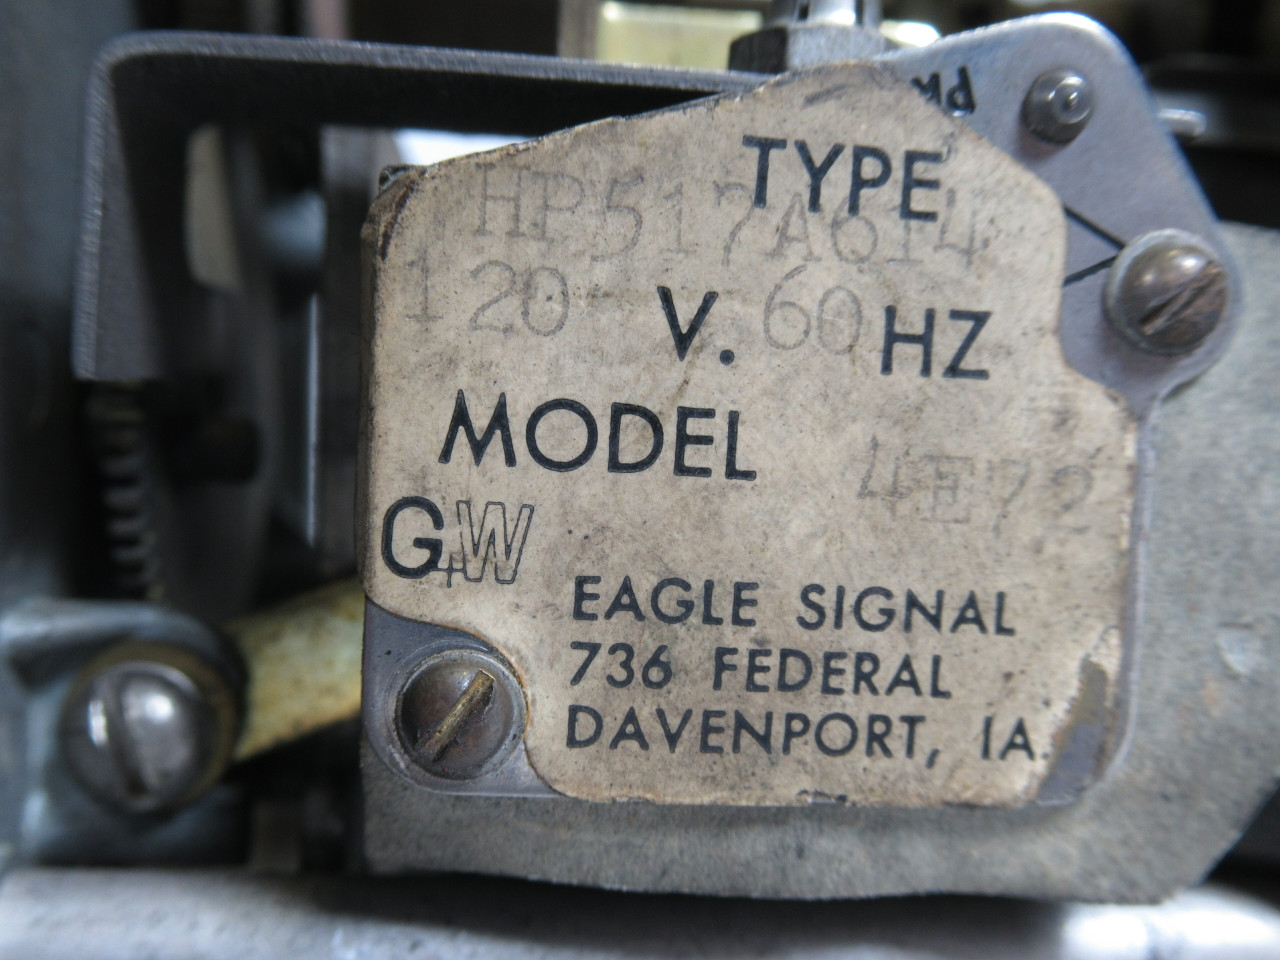 TYPE
HP517A614
120 V. 60 HZ
MODEL 4E72
G+W
EAGLE SIGNAL
736 FEDERAL
DAVENPORT, IA.